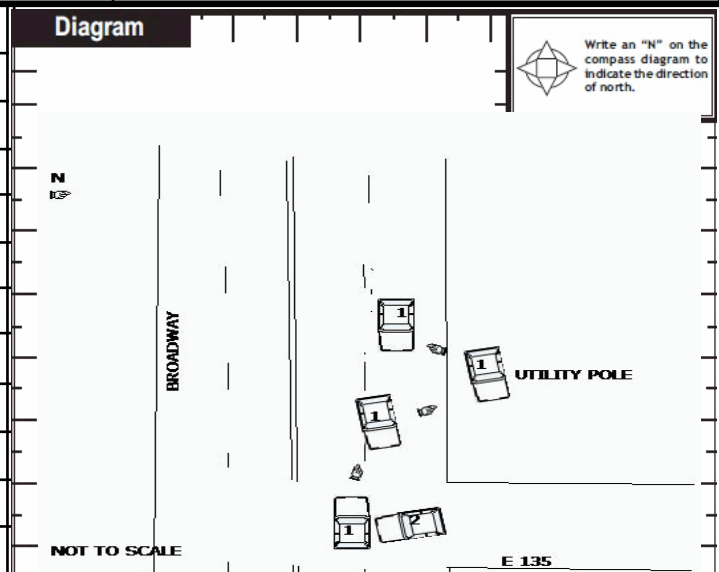 Diagram
Write an “N” on the
compass diagram to
indicate the direction
of north.
N
BROADWAY
1
1
UTILITY POLE
1
1
2
NOT TO SCALE
E 135